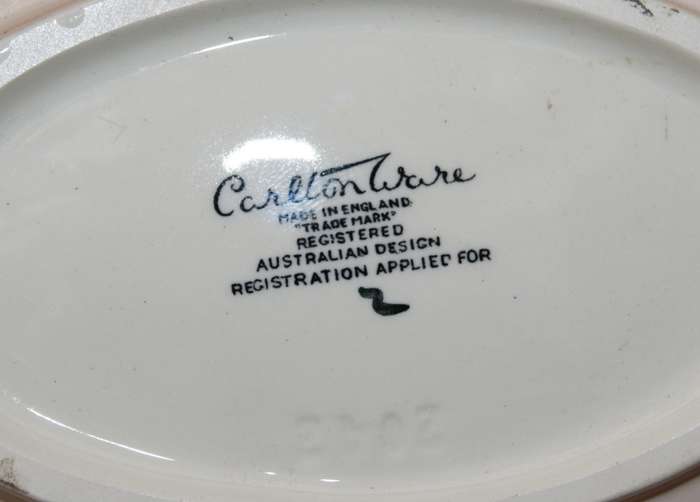 Carlton Ware
MADE IN ENGLAND
"TRADE MARK"
REGISTERED
AUSTRALIAN DESIGN
REGISTRATION APPLIED FOR